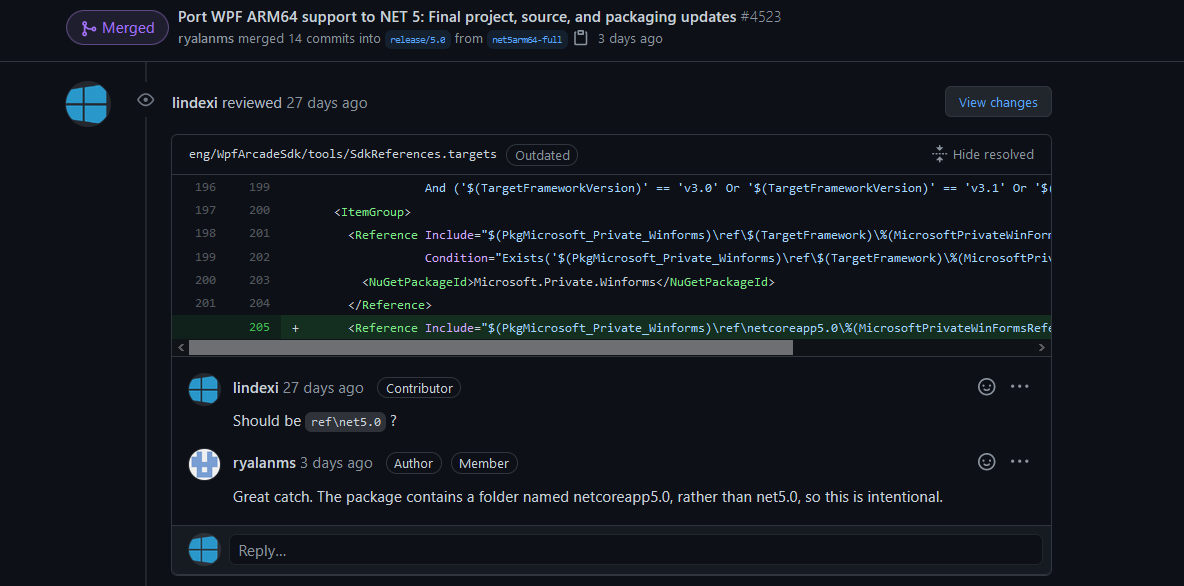 Merged
Port WPF ARM64 support to NET 5: Final project, source, and packaging updates #4523
ryalanms merged 14 commits into release/5.0 from net5arm64-full 3 days ago
lindexi reviewed 27 days ago
View changes
eng/WpfArcadeSdk/tools/SdkReferences.targets Outdated
Hide resolved
196 199 And ('$(TargetFrameworkVersion)' == 'v3.0' Or '$(TargetFrameworkVersion)' == 'v3.1' Or '$(
197 200 <ItemGroup>
198 201 <Reference Include="$(PkgMicrosoft_Private_Winforms)\ref\$(TargetFramework)\%(MicrosoftPrivateWinForm
199 202 Condition="Exists('$(PkgMicrosoft_Private_Winforms)\ref\$(TargetFramework)\%(MicrosoftPriv
200 203 <NuGetPackageId>Microsoft.Private.Winforms</NuGetPackageId>
201 204 </Reference>
205 + <Reference Include="$(PkgMicrosoft_Private_Winforms)\ref\netcoreapp5.0\%(MicrosoftPrivateWinFormsRefe
lindexi 27 days ago Contributor
Should be ref\net5.0 ?
ryalanms 3 days ago Author Member
Great catch. The package contains a folder named netcoreapp5.0, rather than net5.0, so this is intentional.
Reply...